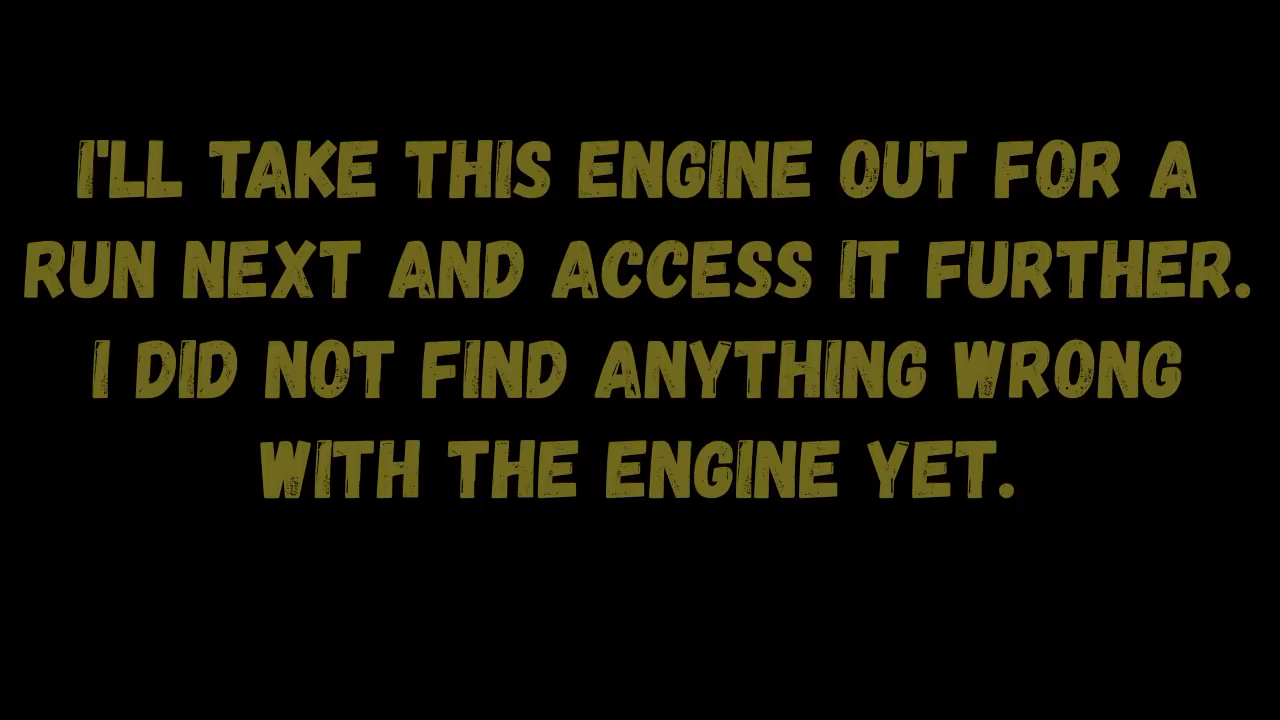 I'LL TAKE THIS ENGINE OUT FOR A
RUN NEXT AND ACCESS IT FURTHER.
I DID NOT FIND ANYTHING WRONG
WITH THE ENGINE YET.